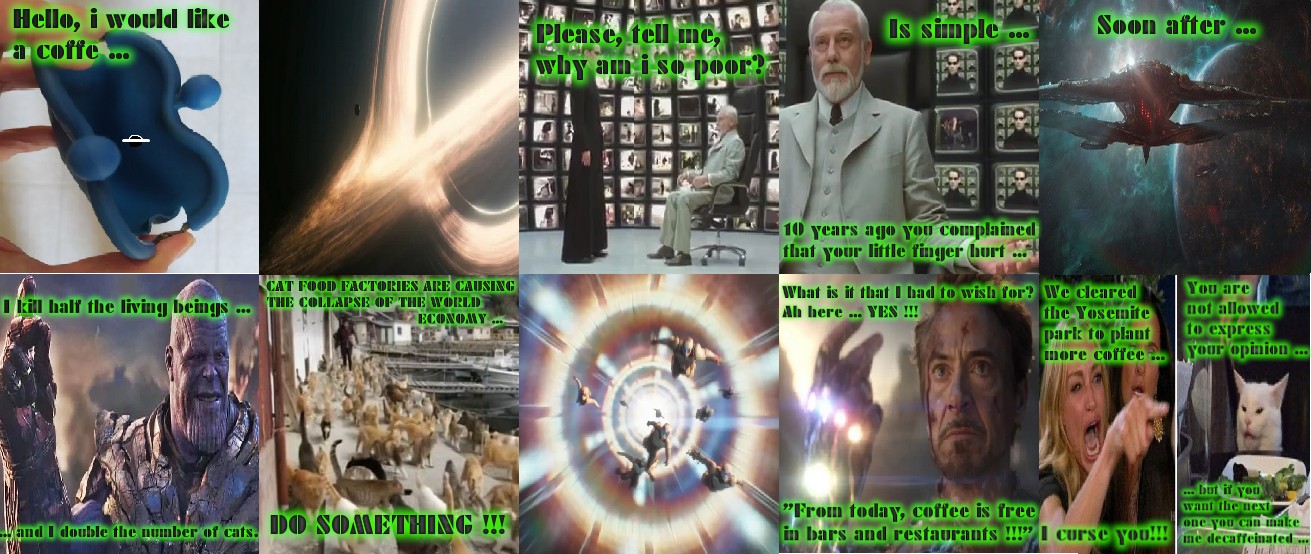 Hello, i would like
a coffe ...
Please, tell me,
why am i so poor?
Is simple ...
10 years ago you complained
that your little finger hurt ...
Soon after ...
I kill half the living beings ...
... and I double the number of cats.
CAT FOOD FACTORIES ARE CAUSING
THE COLLAPSE OF THE WORLD
ECONOMY ...
DO SOMETHING !!!
What is it that I had to wish for?
Ah here ... YES !!!
"From today, coffee is free
in bars and restaurants !!!"
We cleared
the Yosemite
park to plant
more coffee ...
I curse you!!!
You are
not allowed
to express
your opinion ...
... but if you
want the next
one you can make
me decaffeinated ...